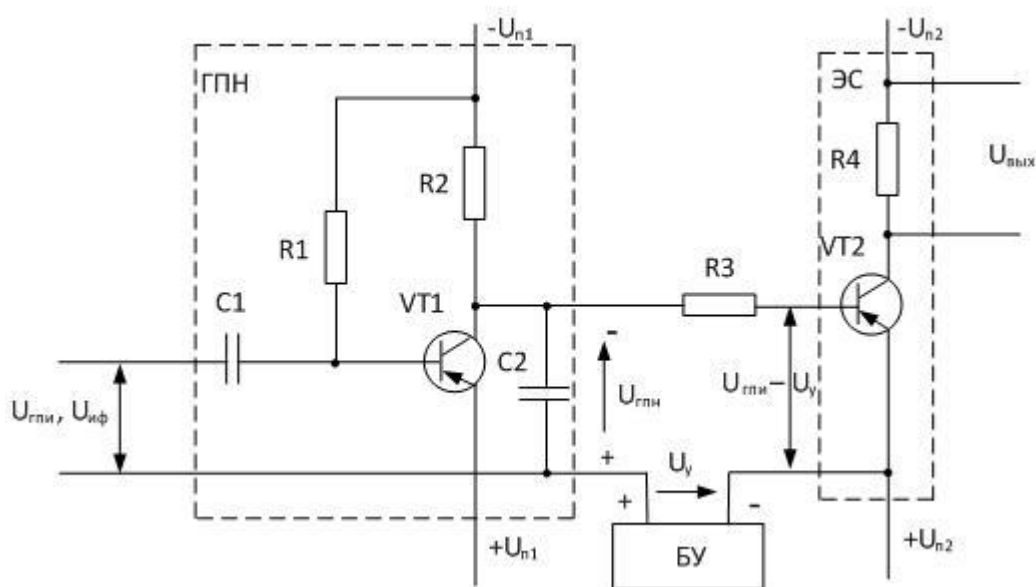 -Uп1
-Uп2
ГПН
ЭС
R2
R4
Uвых
R1
VT2
R3
C1
VT1
C2
-
Uгпи, Uиф
Uгпн
Uгпи – Uу
+
Uу
+
-
БУ
+Uп1
+Uп2